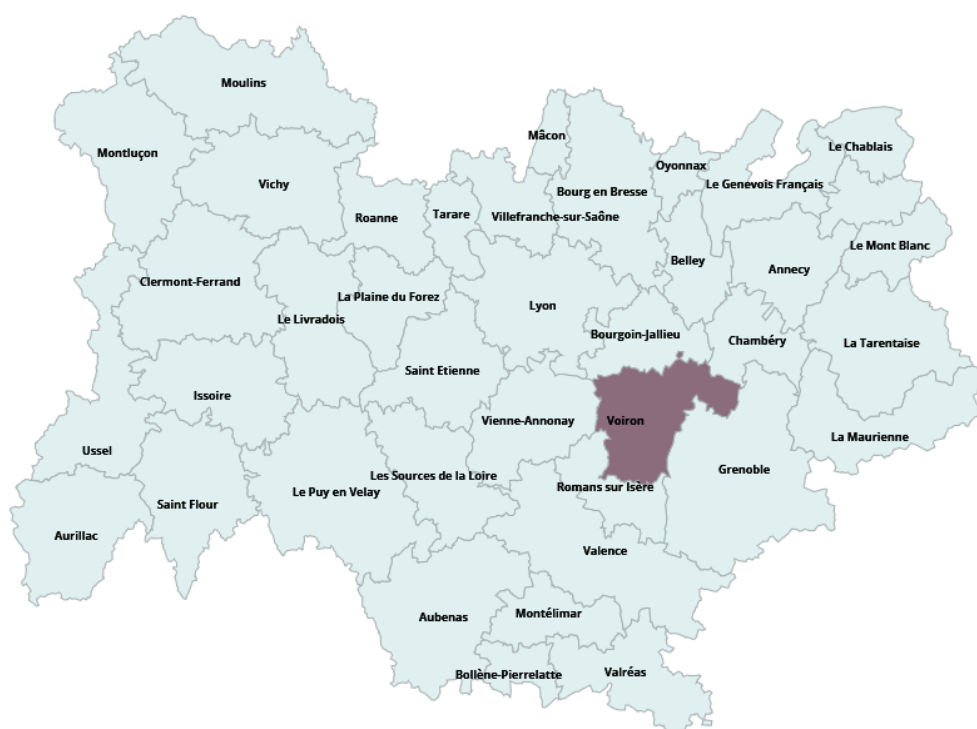 Moulins
Mâcon
Le Chablais
Montluçon
Oyonnax
Vichy
Le Genevois Français
Bourg en Bresse
Roanne
Tarare
Villefranche-sur-Saône
Le Mont Blanc
Belley
Annecy
Clermont-Ferrand
La Plaine du Forez
Lyon
Le Livradois
Bourgoin-Jallieu
Chambéry
La Tarentaise
Saint Etienne
Issoire
Vienne-Annonay
Voiron
La Maurienne
Ussel
Grenoble
Les Sources de la Loire
Romans sur Isère
Le Puy en Velay
Saint Flour
Aurillac
Valence
Aubenas
Montélimar
Bollène-Pierrelatte
Valréas